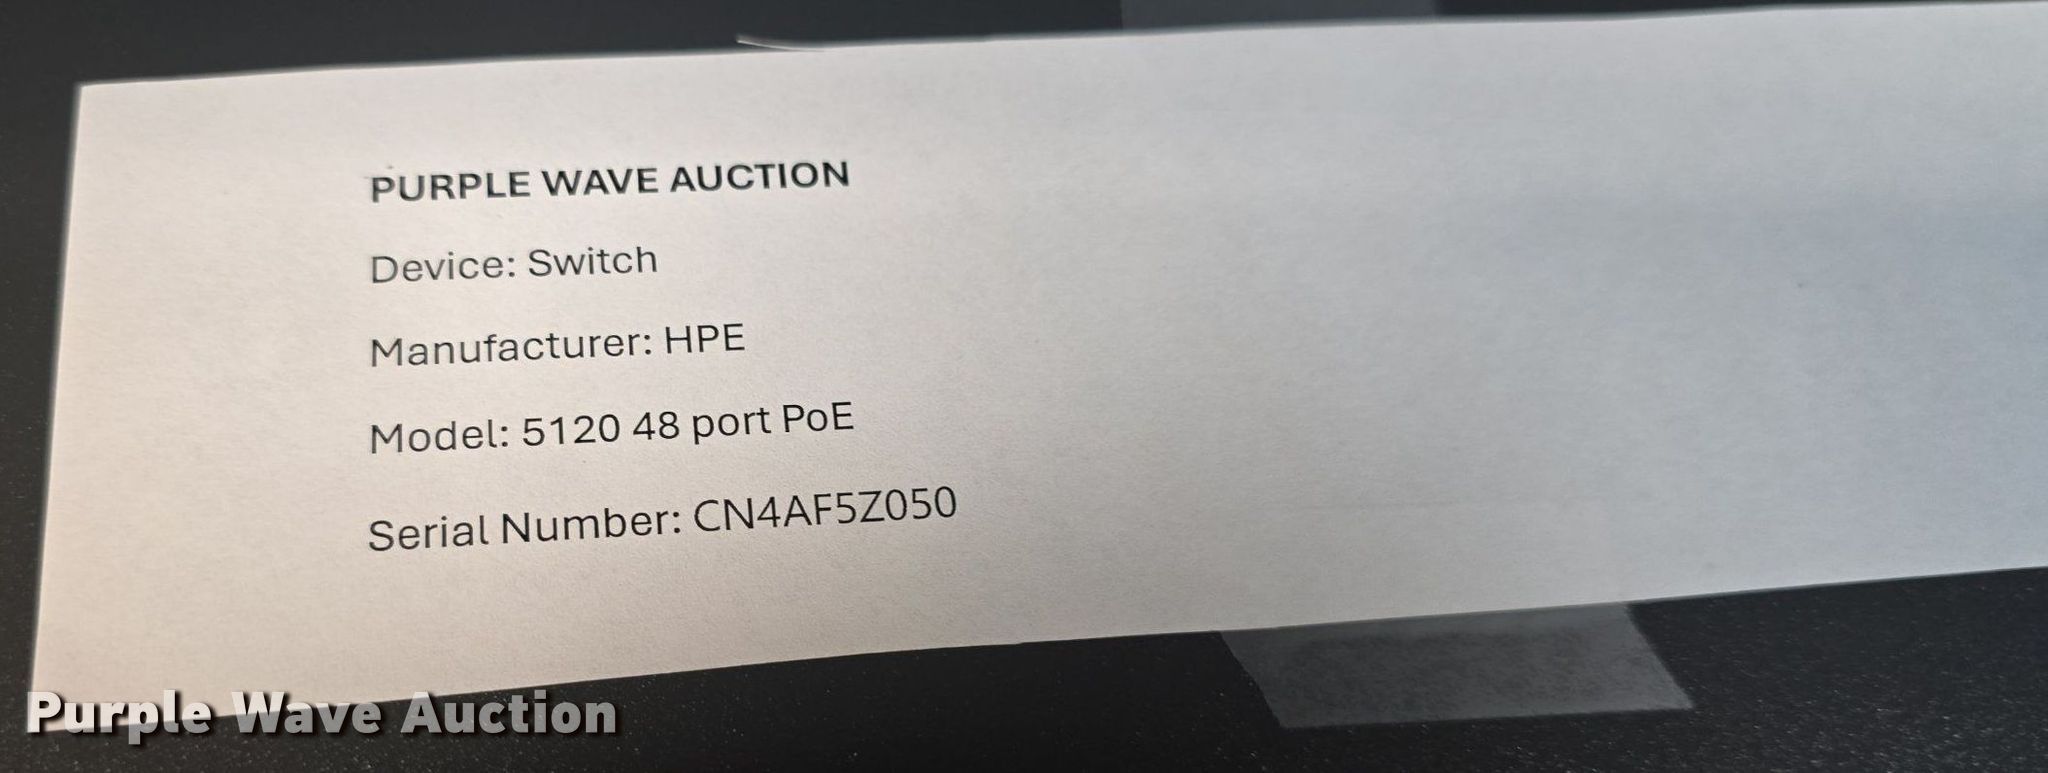 PURPLE WAVE AUCTION
Device: Switch
Manufacturer: HPE
Model: 5120 48 port PoE
Serial Number: CN4AF5Z050
Purple Wave Auction